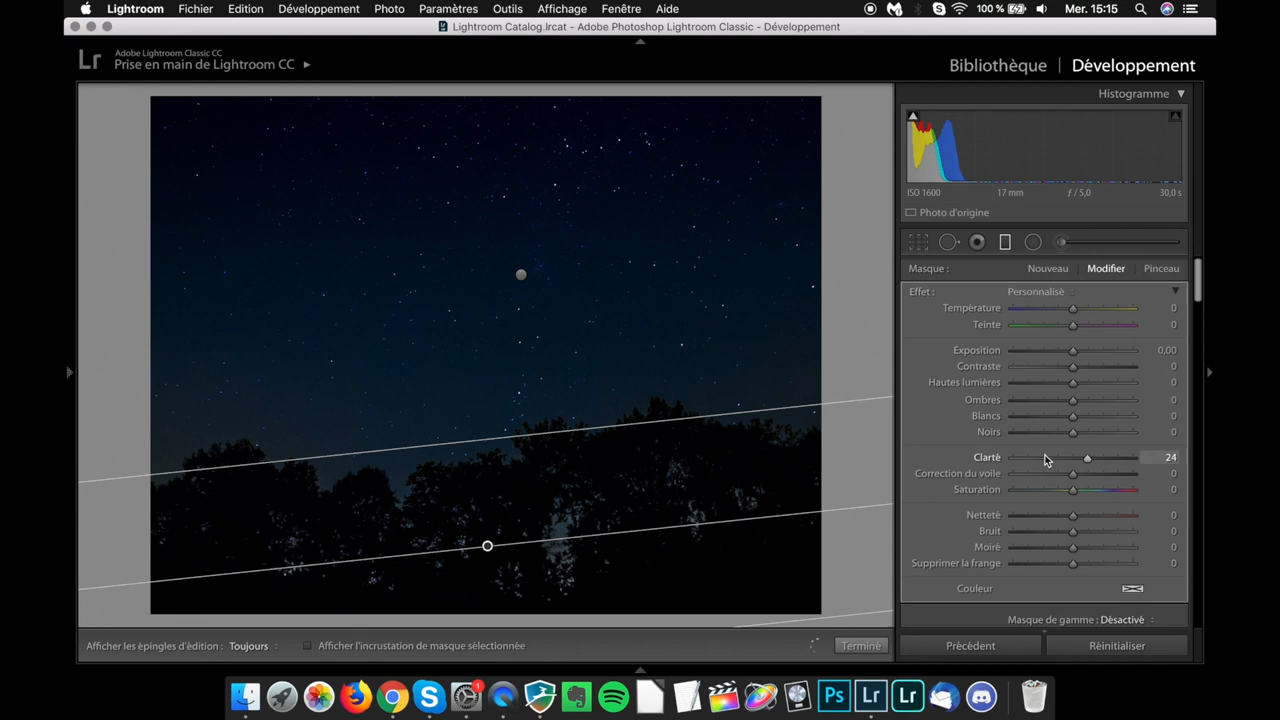 Lightroom Fichier Edition Développement Photo Paramètres Outils Affichage Fenêtre Aide 100 % Mer. 15:15
Lightroom Catalog.lrcat - Adobe Photoshop Lightroom Classic - Développement
Lr Adobe Lightroom Classic CC
Prise en main de Lightroom CC
Bibliothèque | Développement
Histogramme
ISO 1600 17 mm ƒ / 5,0 30,0 s
Photo d'origine
Masque : Nouveau Modifier Pinceau
Effet : Personnalisé
Température 0
Teinte 0
Exposition 0,00
Contraste 0
Hautes lumières 0
Ombres 0
Blancs 0
Noirs 0
Clarté 24
Correction du voile 0
Saturation 0
Netteté 0
Bruit 0
Moiré 0
Supprimer la frange 0
Couleur
Masque de gamme : Désactivé
Afficher les épingles d'édition : Toujours Afficher l'incrustation de masque sélectionnée Terminé
Précédent Réinitialiser
1 Ps Lr Lr